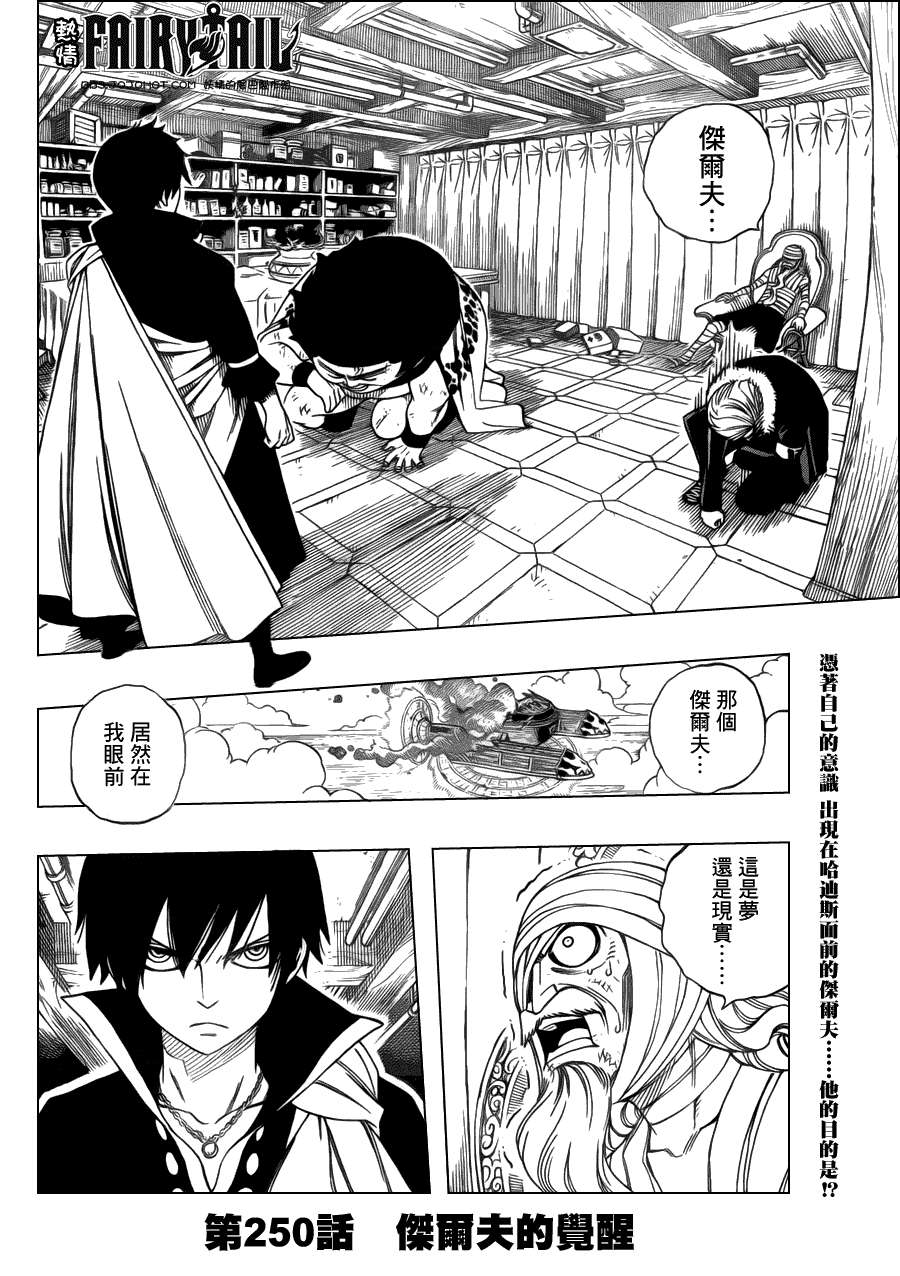 熱情
FAIRY TAIL
傑爾夫…
那個
傑爾夫…
居然在
我眼前
憑著自己的意識 出現在哈迪斯面前的傑爾夫……他的目的是!?
這是夢
還是現實……
第250話 傑爾夫的覺醒